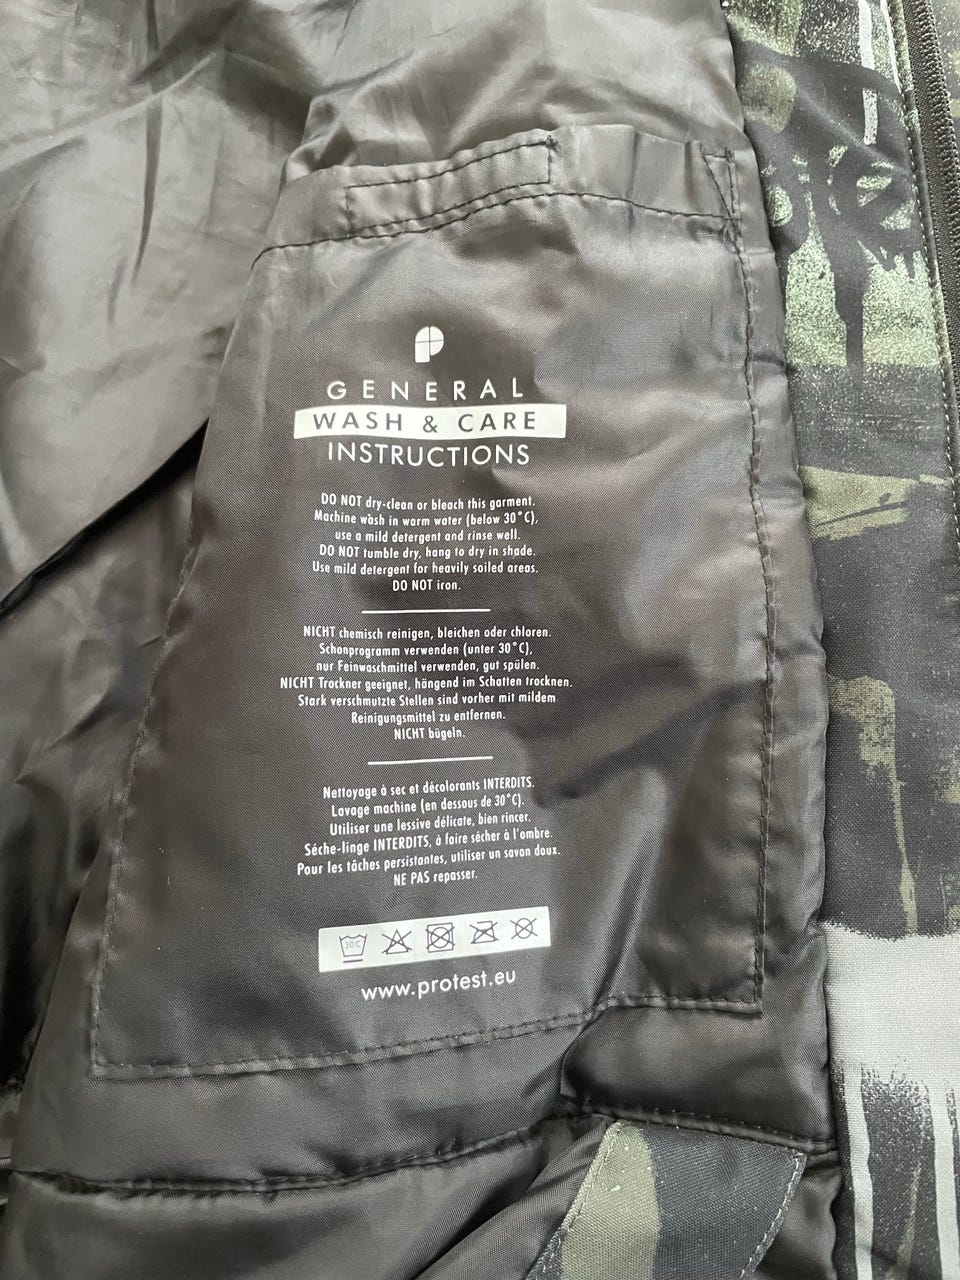 GENERAL
WASH & CARE
INSTRUCTIONS
DO NOT dry-clean or bleach this garment.
Machine wash in warm water (below 30°C),
use a mild detergent and rinse well.
DO NOT tumble dry, hang to dry in shade.
Use mild detergent for heavily soiled areas.
DO NOT iron.
NICHT chemisch reinigen, bleichen oder chloren.
Schonprogramm verwenden (unter 30°C),
nur Feinwaschmittel verwenden, gut spülen.
NICHT Trockner geeignet, hängend im Schatten trocknen.
Stark verschmutzte Stellen sind vorher mit mildem
Reinigungsmittel zu entfernen.
NICHT bügeln.
Nettoyage à sec et décolorants INTERDITS.
Lavage machine (en dessous de 30°C).
Utiliser une lessive délicate, bien rincer.
Séche-linge INTERDITS, à faire sécher à l'ombre.
Pour les tâches persistantes, utiliser un savon doux.
NE PAS repasser.
30C
www.protest.eu